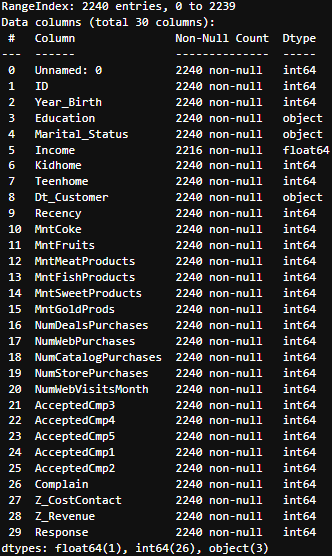 RangeIndex: 2240 entries, 0 to 2239
Data columns (total 30 columns):
 #   Column               Non-Null Count  Dtype
---  ------               --------------  -----
 0   Unnamed: 0           2240 non-null   int64
 1   ID                   2240 non-null   int64
 2   Year_Birth           2240 non-null   int64
 3   Education            2240 non-null   object
 4   Marital_Status       2240 non-null   object
 5   Income               2216 non-null   float64
 6   Kidhome              2240 non-null   int64
 7   Teenhome             2240 non-null   int64
 8   Dt_Customer          2240 non-null   object
 9   Recency              2240 non-null   int64
 10  MntCoke              2240 non-null   int64
 11  MntFruits            2240 non-null   int64
 12  MntMeatProducts      2240 non-null   int64
 13  MntFishProducts      2240 non-null   int64
 14  MntSweetProducts     2240 non-null   int64
 15  MntGoldProds         2240 non-null   int64
 16  NumDealsPurchases    2240 non-null   int64
 17  NumWebPurchases      2240 non-null   int64
 18  NumCatalogPurchases  2240 non-null   int64
 19  NumStorePurchases    2240 non-null   int64
 20  NumWebVisitsMonth    2240 non-null   int64
 21  AcceptedCmp3         2240 non-null   int64
 22  AcceptedCmp4         2240 non-null   int64
 23  AcceptedCmp5         2240 non-null   int64
 24  AcceptedCmp1         2240 non-null   int64
 25  AcceptedCmp2         2240 non-null   int64
 26  Complain             2240 non-null   int64
 27  Z_CostContact        2240 non-null   int64
 28  Z_Revenue            2240 non-null   int64
 29  Response             2240 non-null   int64
dtypes: float64(1), int64(26), object(3)